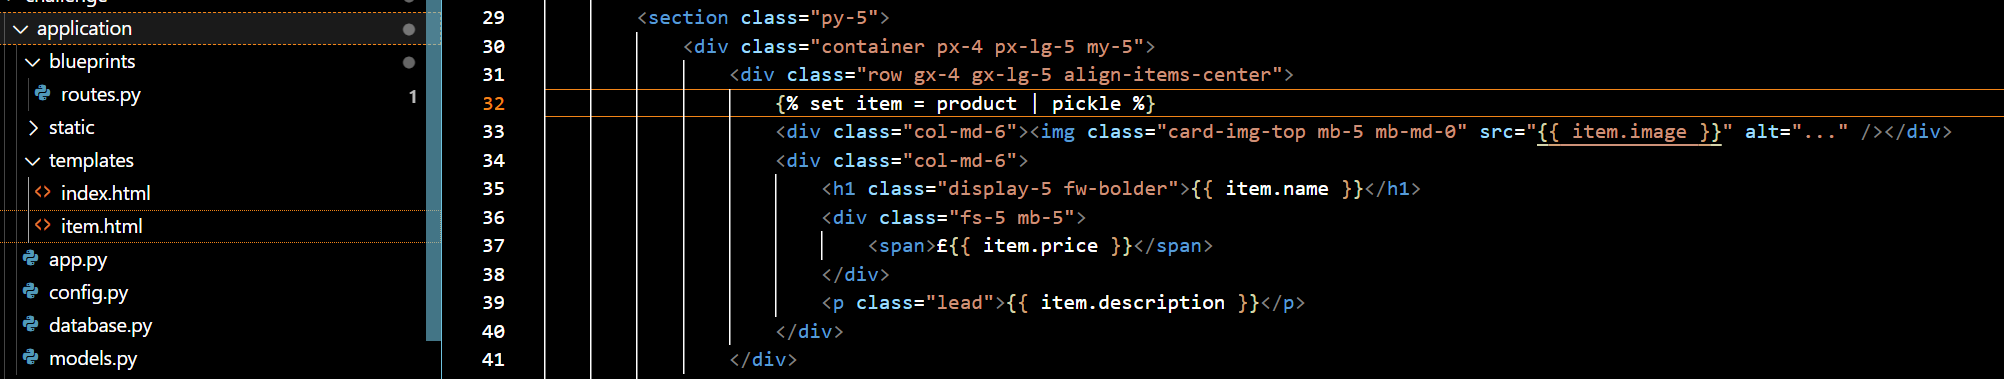 challenge
application
blueprints
routes.py 1
static
templates
index.html
item.html
app.py
config.py
database.py
models.py
29 <section class="py-5">
30 <div class="container px-4 px-lg-5 my-5">
31 <div class="row gx-4 gx-lg-5 align-items-center">
32 {% set item = product | pickle %}
33 <div class="col-md-6"><img class="card-img-top mb-5 mb-md-0" src="{{ item.image }}" alt="..." /></div>
34 <div class="col-md-6">
35 <h1 class="display-5 fw-bolder">{{ item.name }}</h1>
36 <div class="fs-5 mb-5">
37 <span>£{{ item.price }}</span>
38 </div>
39 <p class="lead">{{ item.description }}</p>
40 </div>
41 </div>